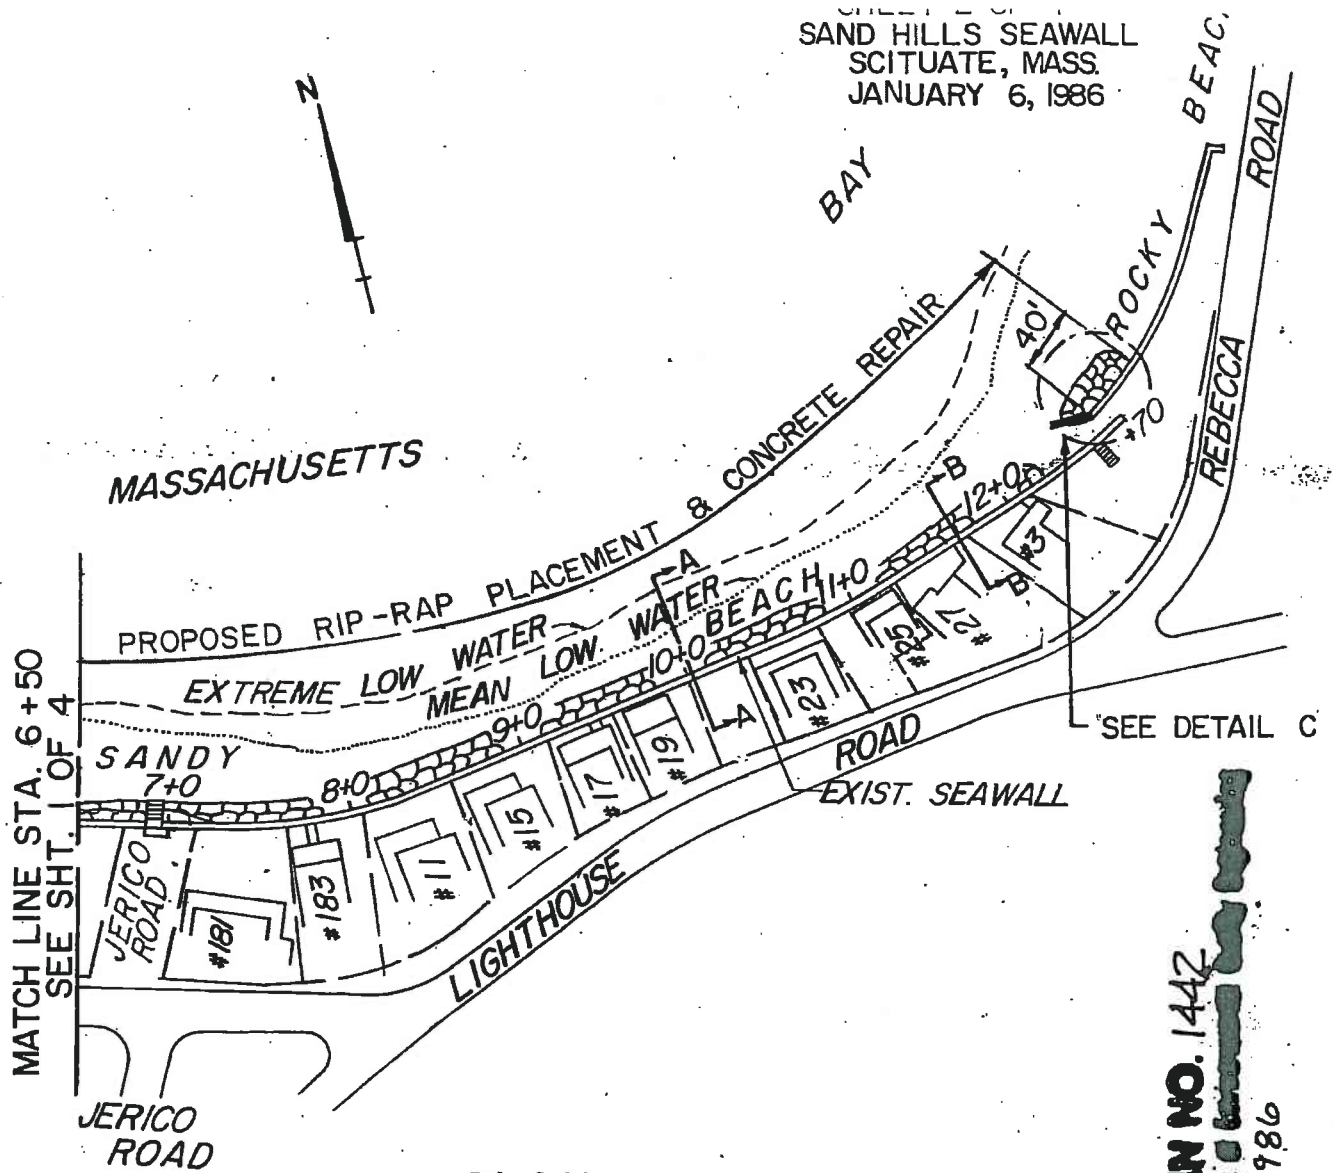 SAND HILLS SEAWALL
SCITUATE, MASS.
JANUARY 6, 1986
N
BAY
ROCKY
BEAC
ROAD
REBECCA
40'
+70
MASSACHUSETTS
PROPOSED RIP-RAP PLACEMENT & CONCRETE REPAIR
EXTREME LOW WATER
MEAN LOW WATER
SANDY
BEACH
7+0
8+0
9+0
10+0
11+0
12+0
A
A
B
B
#181
#183
#11
#15
#17
#19
#23
#25
#27
#3
JERICO
ROAD
LIGHTHOUSE
ROAD
EXIST. SEAWALL
SEE DETAIL C
MATCH LINE STA. 6+50
SEE SHT. 1 OF 4
JERICO
ROAD
NO. 1442
986